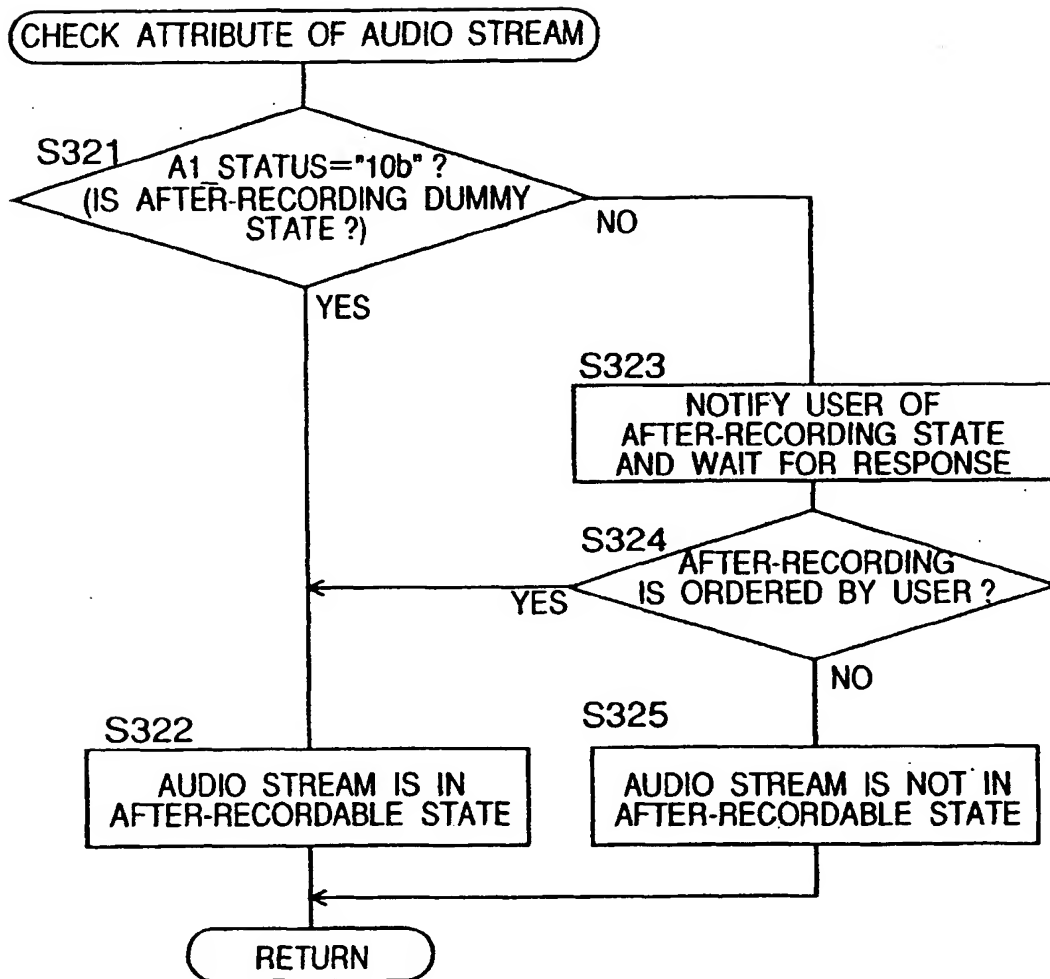 CHECK ATTRIBUTE OF AUDIO STREAM
S321
A1_STATUS="10b" ?
(IS AFTER-RECORDING DUMMY
STATE ?)
NO
YES
S323
NOTIFY USER OF
AFTER-RECORDING STATE
AND WAIT FOR RESPONSE
S324
AFTER-RECORDING
IS ORDERED BY USER ?
YES
NO
S322
AUDIO STREAM IS IN
AFTER-RECORDABLE STATE
S325
AUDIO STREAM IS NOT IN
AFTER-RECORDABLE STATE
RETURN